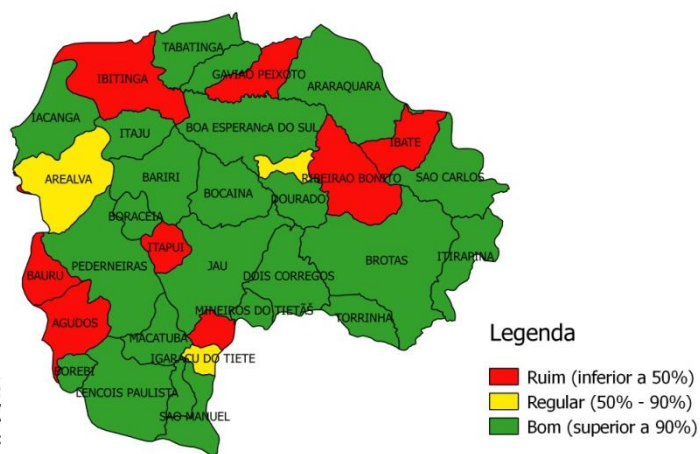 TABATINGA
IBITINGA
GAVIAO PEIXOTO
ARARAQUARA
IACANGA
ITAJU
BOA ESPERANcA DO SUL
IBATE
AREALVA
BARIRI
RIBEIRAO BONITO
SAO CARLOS
BOCAINA
DOURADO
BORACEIA
ITAPUI
BAURU
PEDERNEIRAS
JAU
DOIS CORREGOS
BROTAS
ITIRAPINA
AGUDOS
MINEIROS DO TIETÃS
TORRINHA
MACATUBA
IGARACU DO TIETE
BOREBI
LENCOIS PAULISTA
SAO MANUEL
Legenda
Ruim (inferior a 50%)
Regular (50% - 90%)
Bom (superior a 90%)